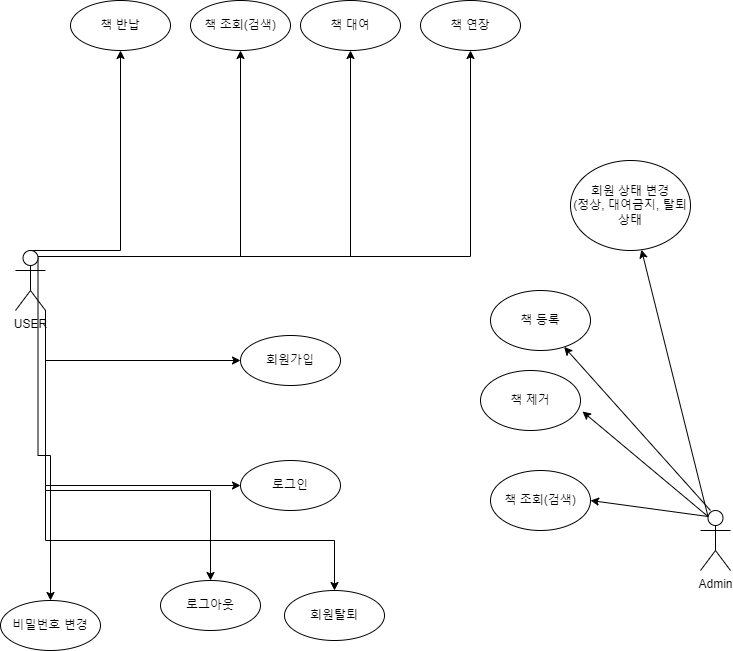 책 반납
책 조회(검색)
책 대여
책 연장
회원 상태 변경
(정상, 대여금지, 탈퇴
상태
USER
책 등록
회원가입
책 제거
로그인
책 조회(검색)
Admin
로그아웃
회원탈퇴
비밀번호 변경